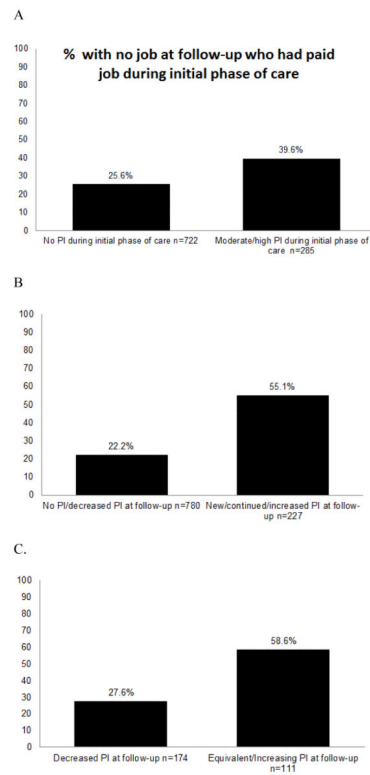 A
% with no job at follow-up who had paid
job during initial phase of care
100
90
80
70
60
50
40
30
20
10
0
25.6%
39.6%
No PI during initial phase of care n=722
Moderate/high PI during initial phase of
care n=285
B
100
90
80
70
60
50
40
30
20
10
0
22.2%
55.1%
No PI/decreased PI at follow-up n=780
New/continued/increased PI at follow-
up n=227
C.
100
90
80
70
60
50
40
30
20
10
0
27.6%
58.6%
Decreased PI at follow-up n=174
Equivalent/Increasing PI at follow-up
n=111